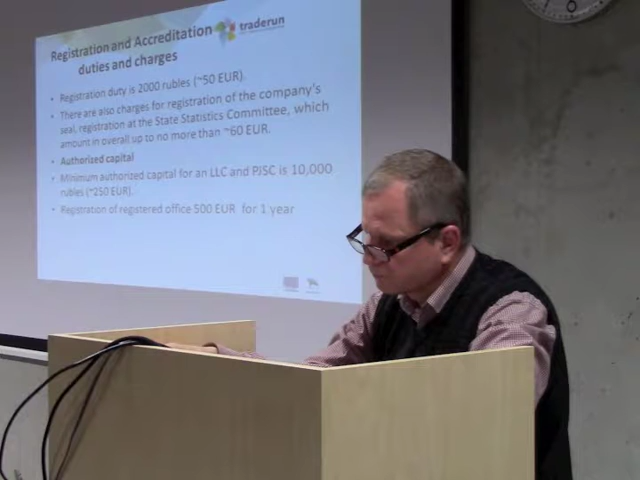 Registration and Accreditation
duties and charges
traderun
• Registration duty is 2000 rubles (~50 EUR)
• There are also charges for registration of the company's
seal, registration at the State Statistics Committee, which
amount in overall up to no more than ~60 EUR.
• Authorised capital
• Minimum authorized capital for an LLC and PJSC is 10,000
rubles (~250 EUR).
• Registration of registered office 500 EUR for 1 year